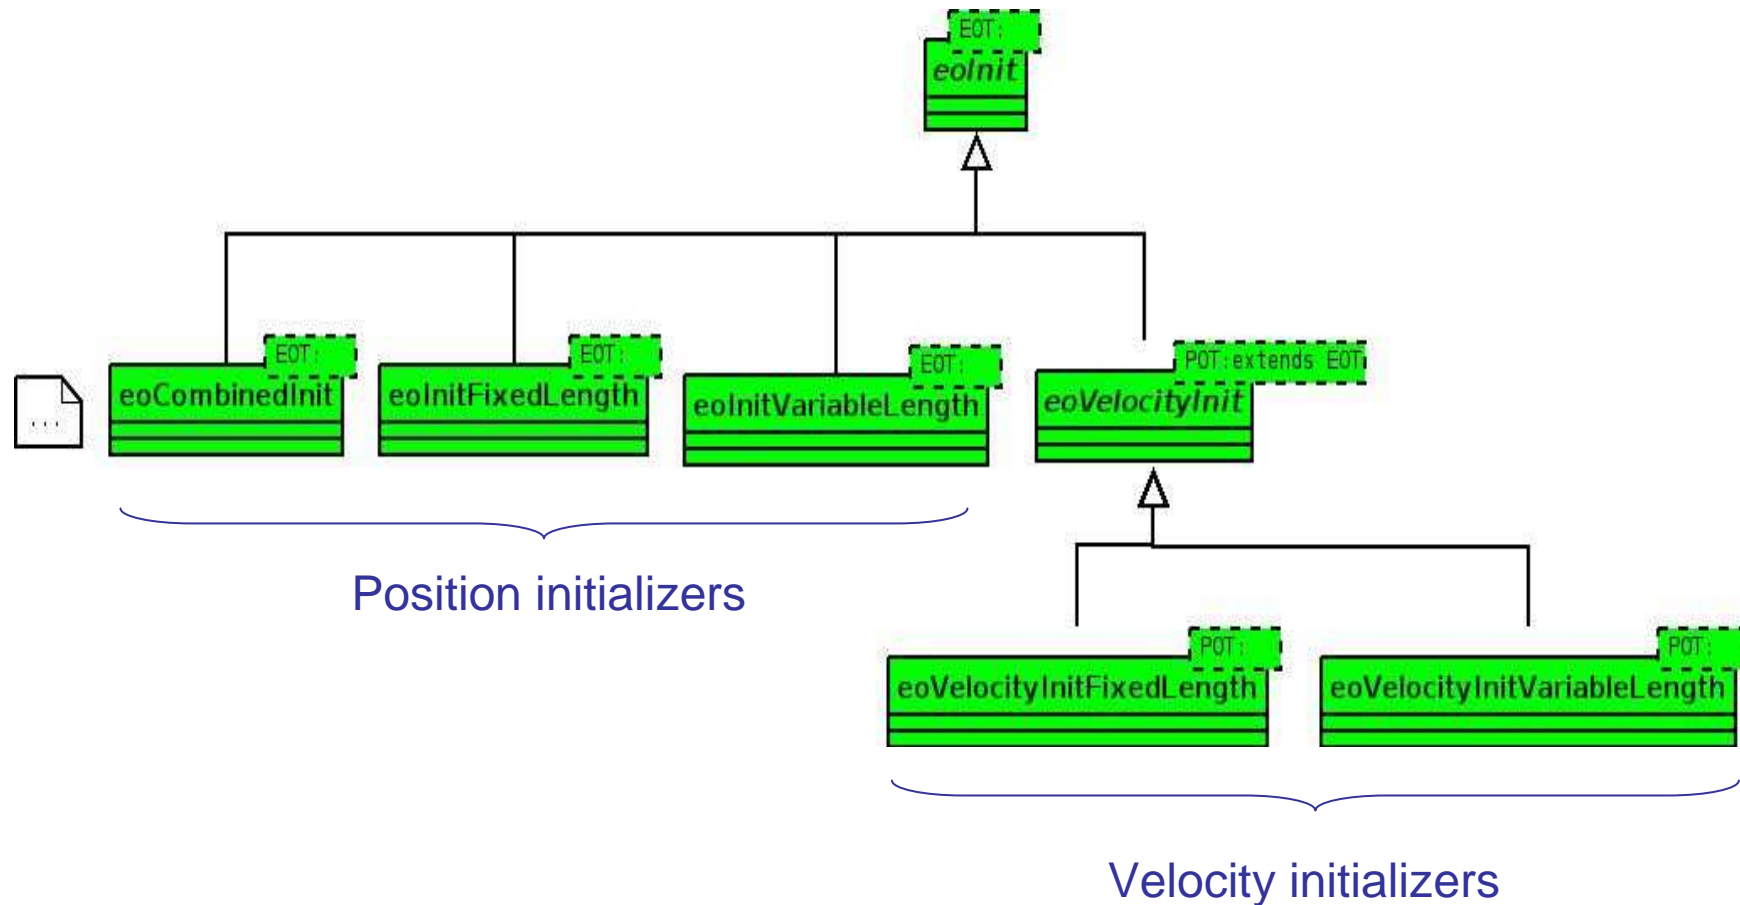 EOT:
eoInit
EOT:
eoCombinedInit
EOT:
eoInitFixedLength
EOT:
eoInitVariableLength
POT:extends EOT
eoVelocityInit
...
Position initializers
POT:
eoVelocityInitFixedLength
POT:
eoVelocityInitVariableLength
Velocity initializers